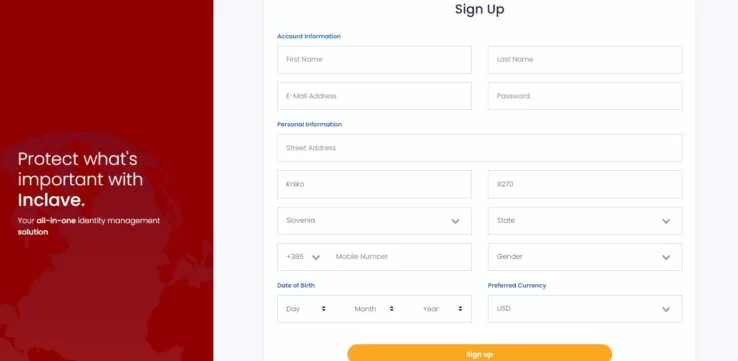 Protect what's
important with
Inclave.
Your all-in-one identity management
solution
Sign Up
Account Information
First Name
Last Name
E-Mail Address
Password
Personal Information
Street Address
Krško
8270
Slovenia
State
+386
Mobile Number
Gender
Date of Birth
Preferred Currency
Day
Month
Year
USD
Sign up